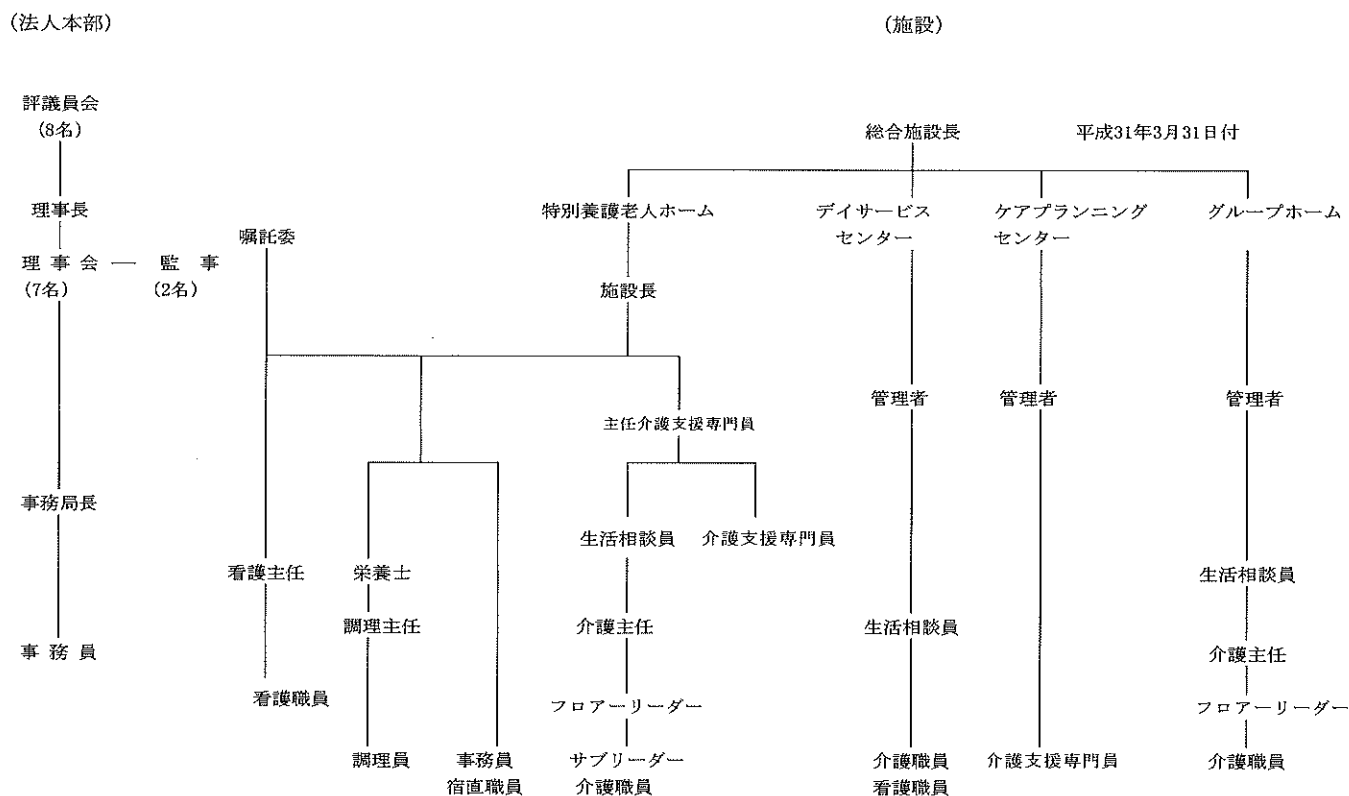 (法人本部)
(施設)
評議員会
(8名)
総合施設長
平成31年3月31日付
理事長
特別養護老人ホーム
デイサービス
センター
ケアプランニング
センター
グループホーム
嘱託委
理事会 ― 監事
(7名)
(2名)
施設長
管理者
管理者
管理者
主任介護支援専門員
事務局長
生活相談員
介護支援専門員
看護主任
栄養士
生活相談員
調理主任
介護主任
生活相談員
事務員
介護主任
看護職員
フロアーリーダー
フロアーリーダー
調理員
事務員
宿直職員
サブリーダー
介護職員
介護職員
看護職員
介護支援専門員
介護職員